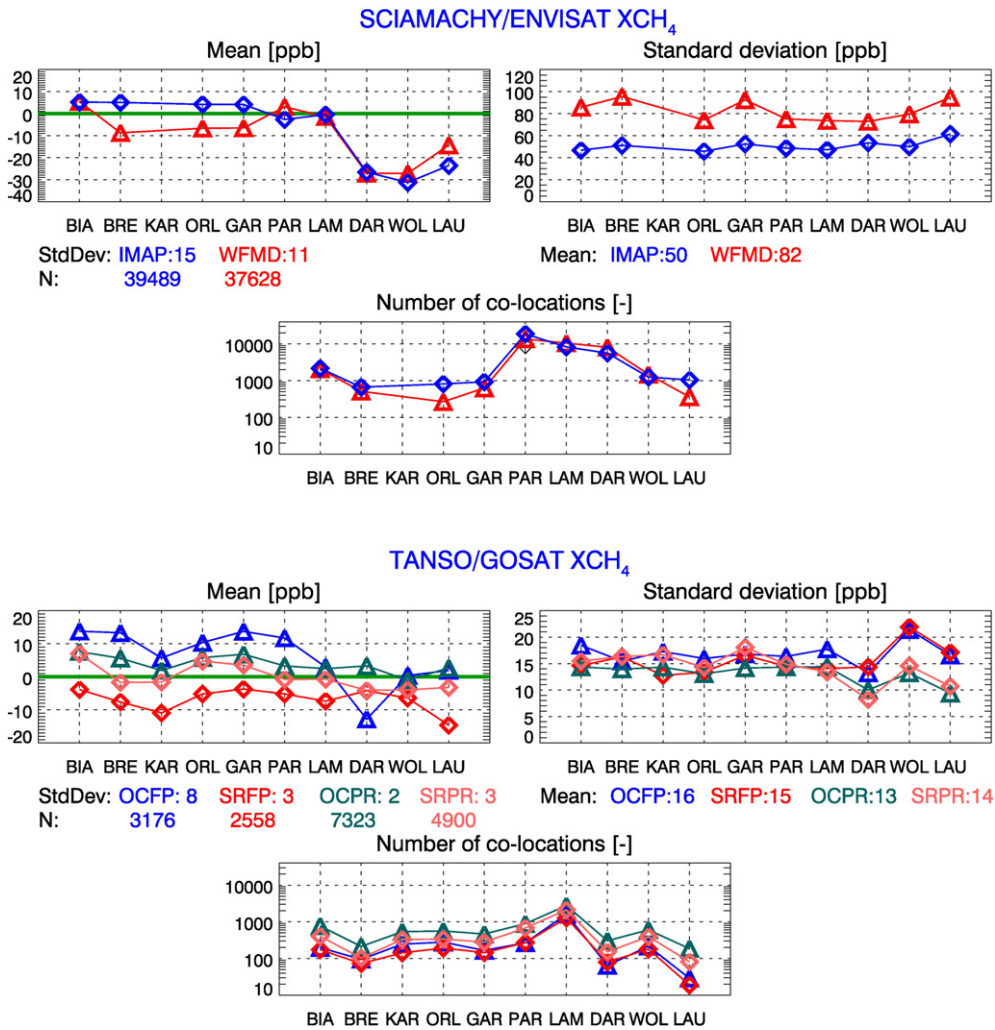 SCIAMACHY/ENVISAT XCH₄
Mean [ppb] Standard deviation [ppb]
20
10
0
-10
-20
-30
-40
BIA BRE KAR ORL GAR PAR LAM DAR WOL LAU
StdDev: IMAP:15 WFMD:11
N: 39489 37628
120
100
80
60
40
20
0
BIA BRE KAR ORL GAR PAR LAM DAR WOL LAU
Mean: IMAP:50 WFMD:82
Number of co-locations [-]
10000
1000
100
10
BIA BRE KAR ORL GAR PAR LAM DAR WOL LAU
TANSO/GOSAT XCH₄
Mean [ppb] Standard deviation [ppb]
20
10
0
-10
-20
BIA BRE KAR ORL GAR PAR LAM DAR WOL LAU
StdDev: OCFP: 8 SRFP: 3 OCPR: 2 SRPR: 3
N: 3176 2558 7323 4900
25
20
15
10
5
0
BIA BRE KAR ORL GAR PAR LAM DAR WOL LAU
Mean: OCFP:16 SRFP:15 OCPR:13 SRPR:14
Number of co-locations [-]
10000
1000
100
10
BIA BRE KAR ORL GAR PAR LAM DAR WOL LAU